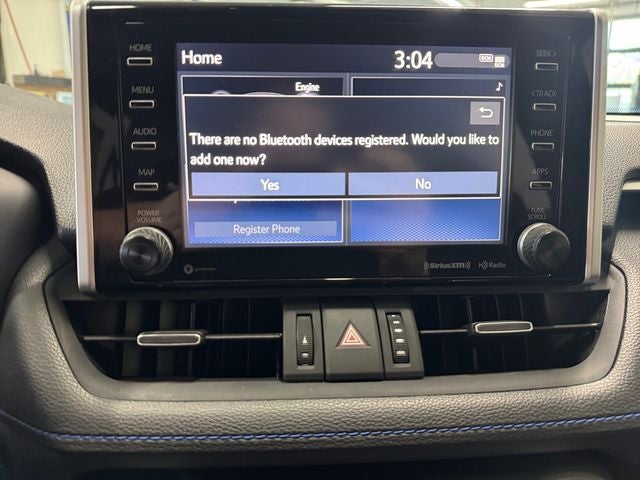 HOME
MENU
AUDIO
MAP
POWER
VOLUME
Home
3:04
Engine
There are no Bluetooth devices registered. Would you like to
add one now?
Yes
No
Register Phone
SEEK>
<TRACK
PHONE
APPS
TUNE
SCROLL
SiriusXM
HD Radio